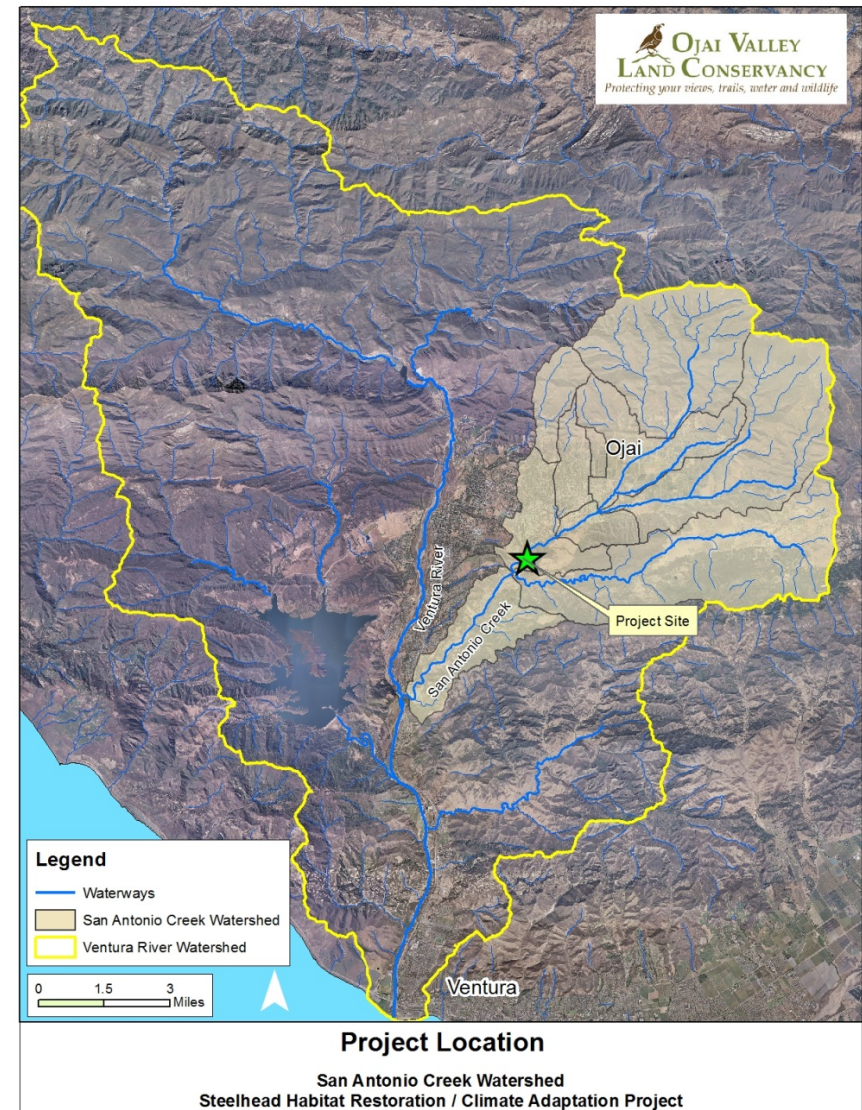 OJAI VALLEY
LAND CONSERVANCY
Protecting your views, trails, water and wildlife
Ojai
Ventura River
Project Site
San Antonio Creek
Legend
Waterways
San Antonio Creek Watershed
Ventura River Watershed
0 1.5 3
Miles
Ventura
Project Location
San Antonio Creek Watershed
Steelhead Habitat Restoration / Climate Adaptation Project